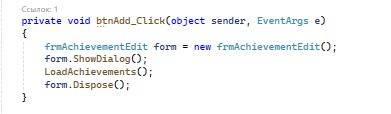 Ссылок: 1
private void btnAdd_Click(object sender, EventArgs e)
{
frmAchievementEdit form = new frmAchievementEdit();
form.ShowDialog();
LoadAchievements();
form.Dispose();
}